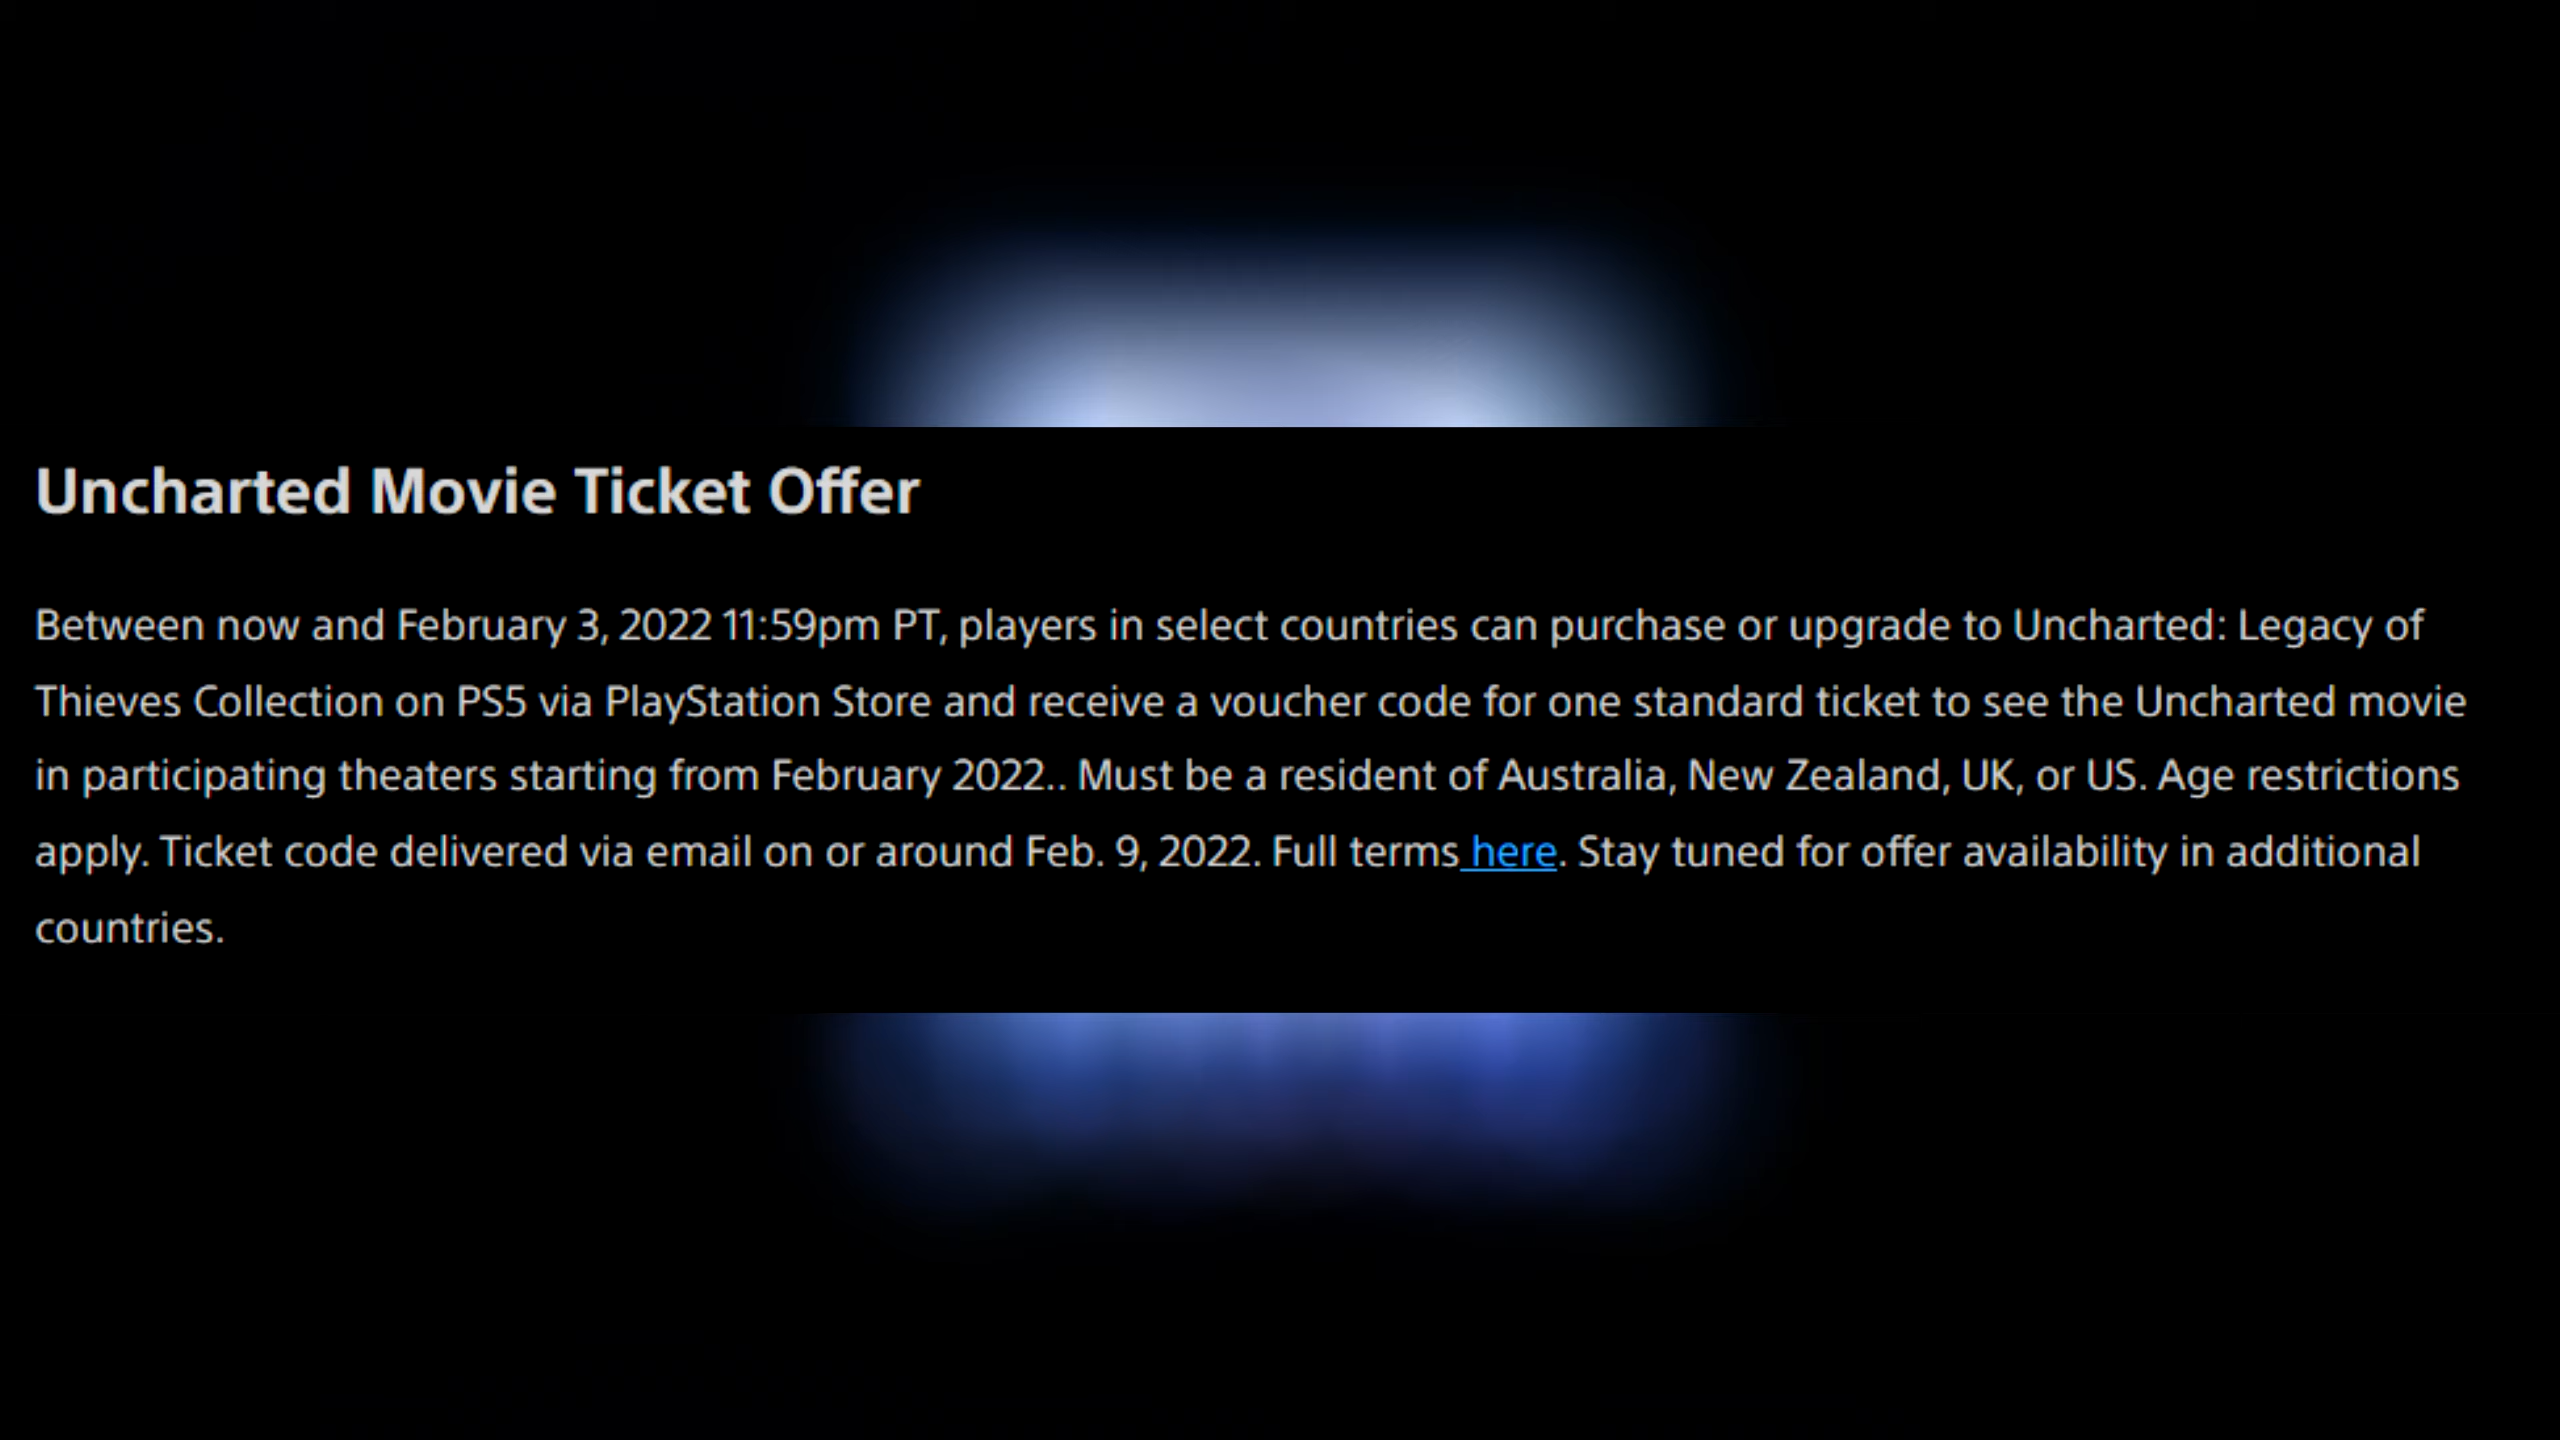 Uncharted Movie Ticket Offer
Between now and February 3, 2022 11:59pm PT, players in select countries can purchase or upgrade to Uncharted: Legacy of
Thieves Collection on PS5 via PlayStation Store and receive a voucher code for one standard ticket to see the Uncharted movie
in participating theaters starting from February 2022.. Must be a resident of Australia, New Zealand, UK, or US. Age restrictions
apply. Ticket code delivered via email on or around Feb. 9, 2022. Full terms here. Stay tuned for offer availability in additional
countries.